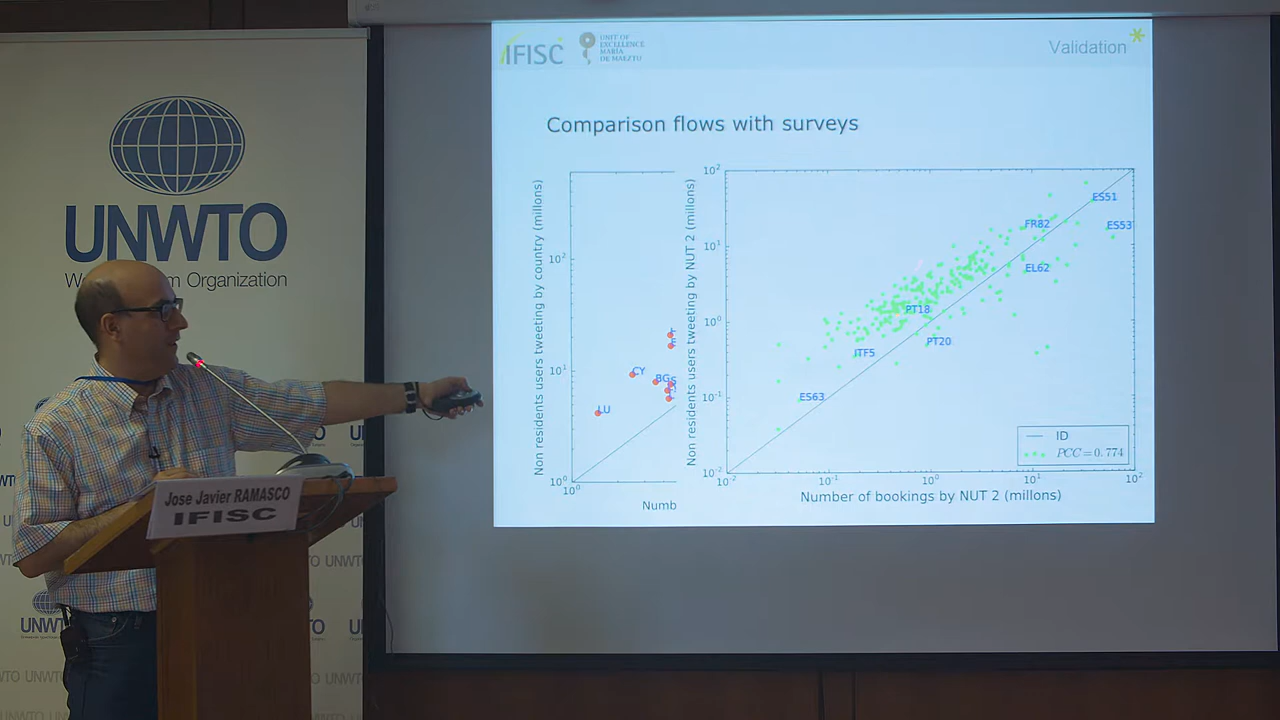 UNWTO
Organization
Jose Javier RAMASCO
IFISC
IFISC
UNIT OF
EXCELLENCE
MARÍA
DE MAEZTU
Validation
Comparison flows with surveys
Non residents users tweeting by country (millons)
10²
10¹
10⁰
10⁰
LU
CY
BG
Numb
Non residents users tweeting by NUT 2 (millons)
10²
10¹
10⁰
10⁻¹
10⁻²
ES51
FR82
ES53
EL62
PT18
PT20
ITF5
ES63
ID
PCC = 0.774
10⁻²
10⁻¹
10⁰
10¹
10²
Number of bookings by NUT 2 (millons)
UNWTO